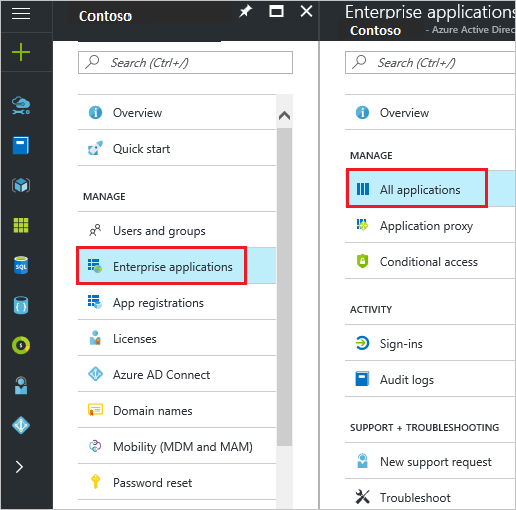 Contoso
Search (Ctrl+/)
Overview
Quick start
MANAGE
Users and groups
Enterprise applications
App registrations
Licenses
Azure AD Connect
Domain names
Mobility (MDM and MAM)
Password reset
SQL
Enterprise applications
Contoso - Azure Active Direc
Search (Ctrl+/)
Overview
MANAGE
All applications
Application proxy
Conditional access
ACTIVITY
Sign-ins
Audit logs
SUPPORT + TROUBLESHOOTING
New support request
Troubleshoot